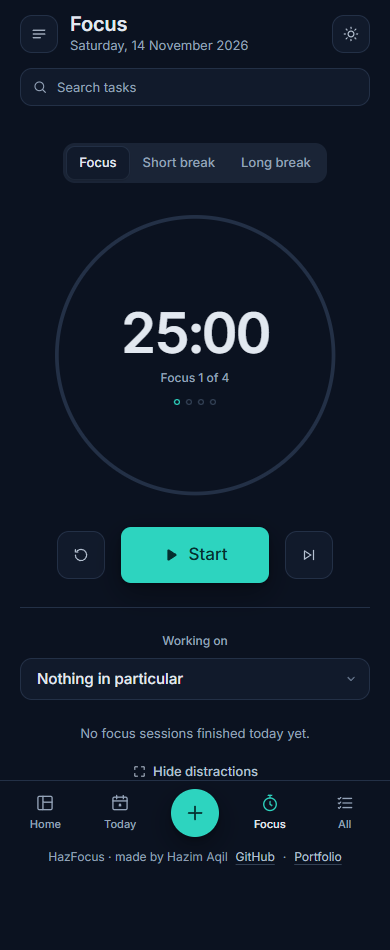 Focus
Saturday, 14 November 2026
Search tasks
Focus Short break Long break
25:00
Focus 1 of 4
Start
Working on
Nothing in particular
No focus sessions finished today yet.
Hide distractions
Home Today Focus All
HazFocus · made by Hazim Aqil GitHub · Portfolio